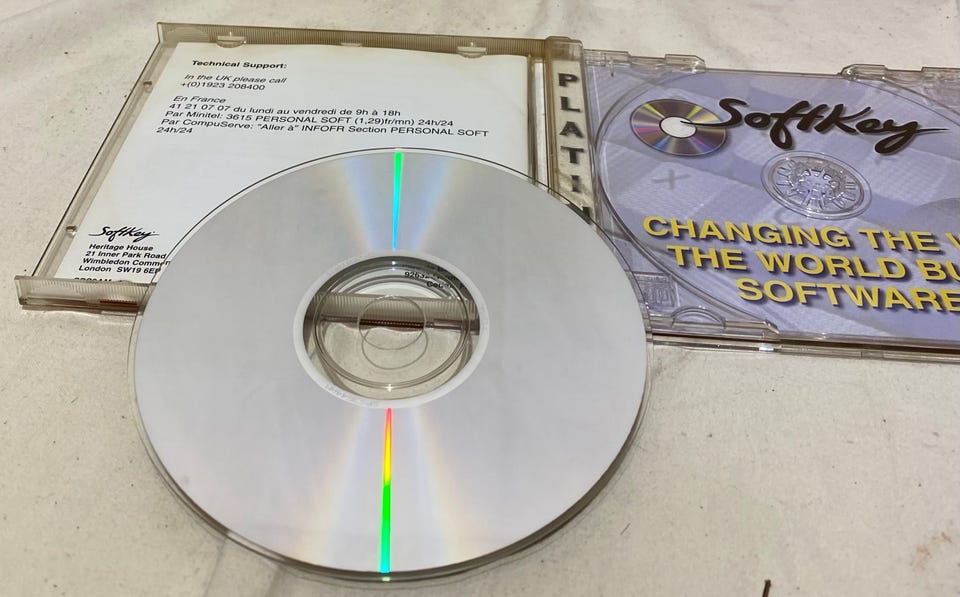 Technical Support:
In the UK please call
+(0)1923 208400
En France
41 21 07 07 du lundi au vendredi de 9h à 18h
Par Minitel: 3615 PERSONAL SOFT (1,29)fr/mn) 24h/24
Par CompuServe: "Aller à" INFOFR Section PERSONAL SOFT
24h/24
SoftKey
Heritage House
21 Inner Park Road
Wimbledon
London SW19 6EP
PLATI
SoftKey
CHANGING THE
THE WORLD
SOFTWARE